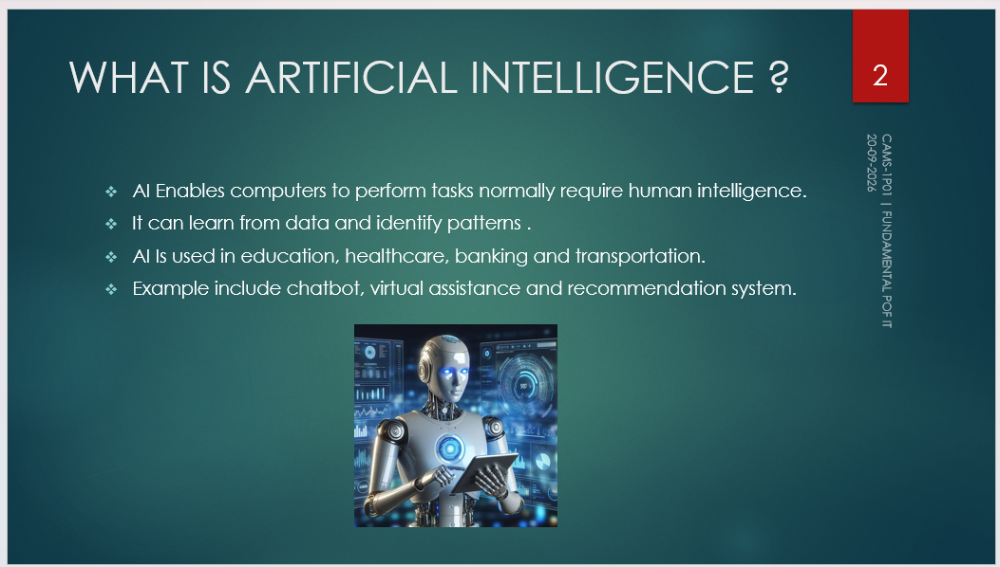 WHAT IS ARTIFICIAL INTELLIGENCE ?
2
AI Enables computers to perform tasks normally require human intelligence.
It can learn from data and identify patterns .
AI Is used in education, healthcare, banking and transportation.
Example include chatbot, virtual assistance and recommendation system.
CAMS-1P01 | FUNDAMENTAL POF IT
20-09-2026